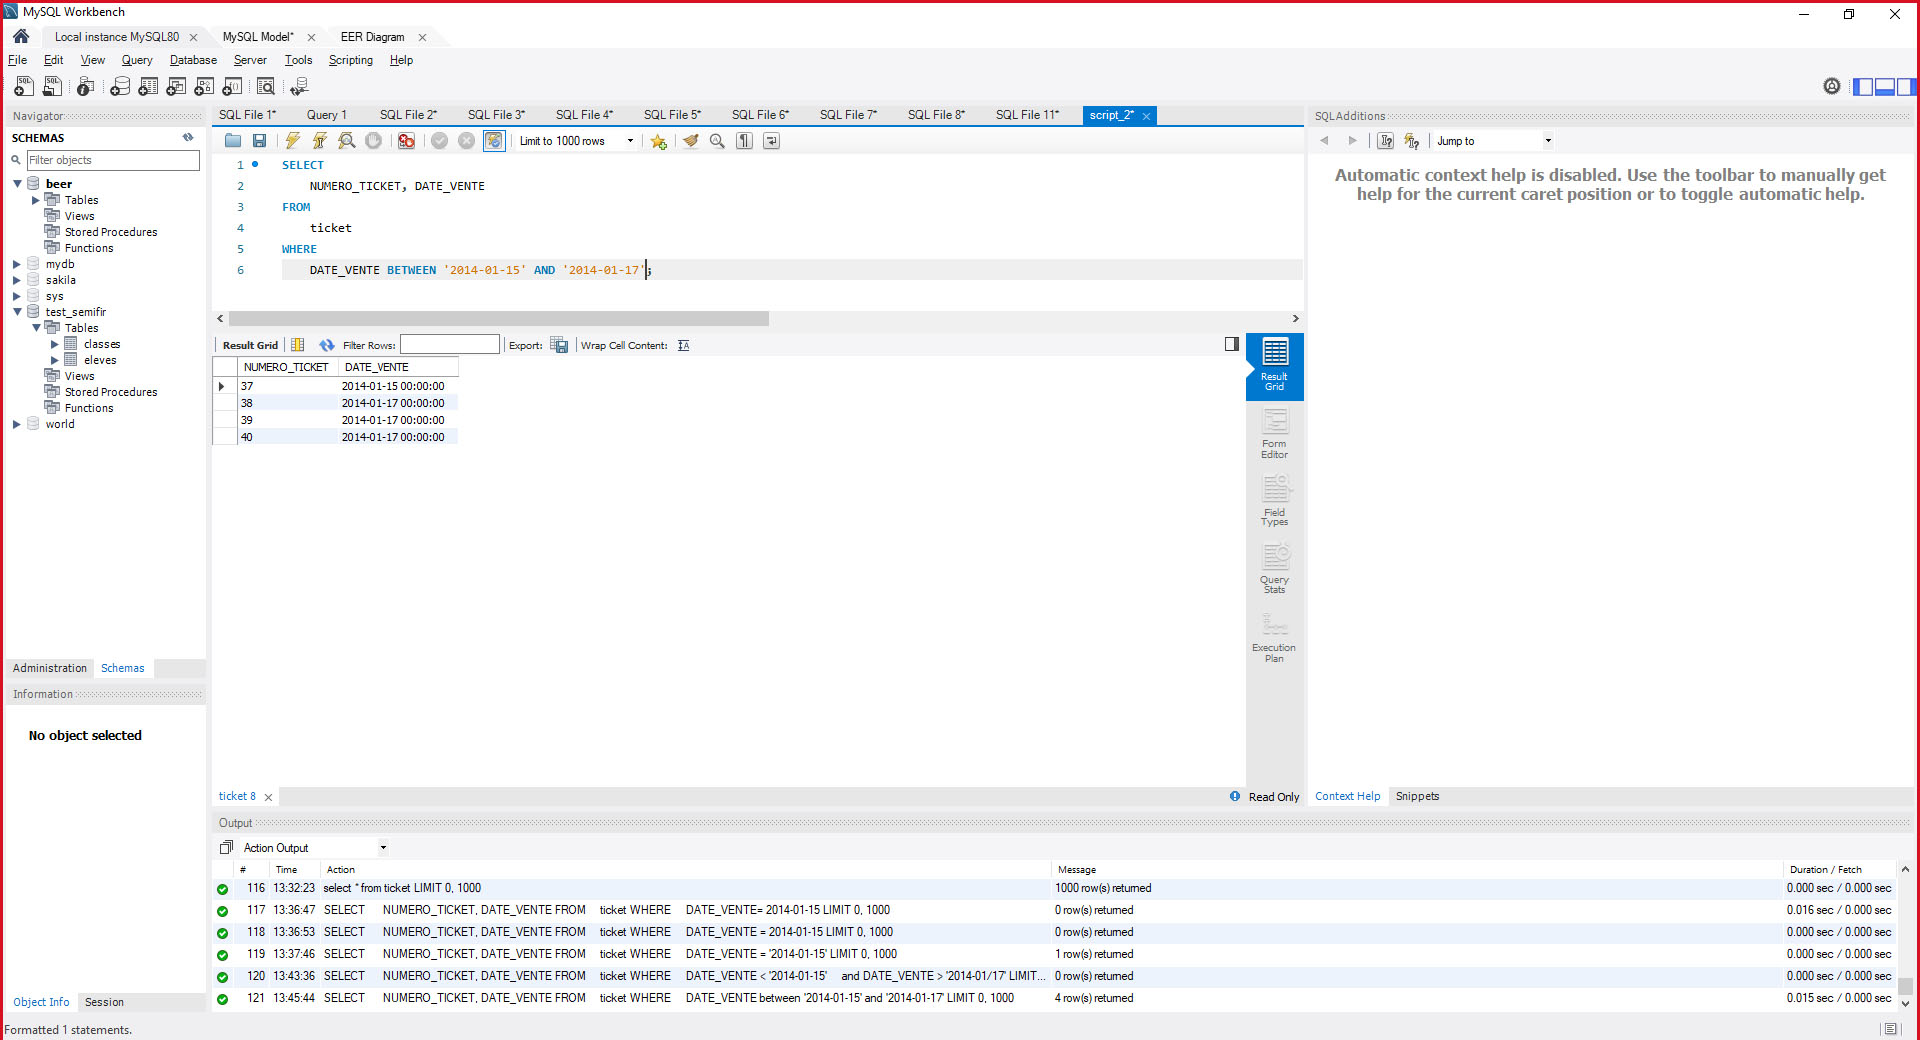 MySQL Workbench
Local instance MySQL80
MySQL Model*
EER Diagram
File Edit View Query Database Server Tools Scripting Help
Navigator
SCHEMAS
Filter objects
beer
Tables
Views
Stored Procedures
Functions
mydb
sakila
sys
test_semifir
Tables
classes
eleves
Views
Stored Procedures
Functions
world
Administration Schemas
Information
No object selected
Object Info Session
SQL File 1* Query 1 SQL File 2* SQL File 3* SQL File 4* SQL File 5* SQL File 6* SQL File 7* SQL File 8* SQL File 11* script_2*
Limit to 1000 rows
1 SELECT
2 NUMERO_TICKET, DATE_VENTE
3 FROM
4 ticket
5 WHERE
6 DATE_VENTE BETWEEN '2014-01-15' AND '2014-01-17';
Result Grid Filter Rows: Export: Wrap Cell Content:
NUMERO_TICKET DATE_VENTE
37 2014-01-15 00:00:00
38 2014-01-17 00:00:00
39 2014-01-17 00:00:00
40 2014-01-17 00:00:00
Result
Grid
Form
Editor
Field
Types
Query
Stats
Execution
Plan
ticket 8
Read Only
SQLAdditions
Jump to
Automatic context help is disabled. Use the toolbar to manually get
help for the current caret position or to toggle automatic help.
Context Help Snippets
Output
Action Output
# Time Action Message Duration / Fetch
116 13:32:23 select * from ticket LIMIT 0, 1000 1000 row(s) returned 0.000 sec / 0.000 sec
117 13:36:47 SELECT NUMERO_TICKET, DATE_VENTE FROM ticket WHERE DATE_VENTE= 2014-01-15 LIMIT 0, 1000 0 row(s) returned 0.016 sec / 0.000 sec
118 13:36:53 SELECT NUMERO_TICKET, DATE_VENTE FROM ticket WHERE DATE_VENTE = 2014-01-15 LIMIT 0, 1000 0 row(s) returned 0.000 sec / 0.000 sec
119 13:37:46 SELECT NUMERO_TICKET, DATE_VENTE FROM ticket WHERE DATE_VENTE = '2014-01-15' LIMIT 0, 1000 1 row(s) returned 0.000 sec / 0.000 sec
120 13:43:36 SELECT NUMERO_TICKET, DATE_VENTE FROM ticket WHERE DATE_VENTE < '2014-01-15' and DATE_VENTE > '2014-01/17' LIMIT... 0 row(s) returned 0.000 sec / 0.000 sec
121 13:45:44 SELECT NUMERO_TICKET, DATE_VENTE FROM ticket WHERE DATE_VENTE between '2014-01-15' and '2014-01-17' LIMIT 0, 1000 4 row(s) returned 0.015 sec / 0.000 sec
Formatted 1 statements.